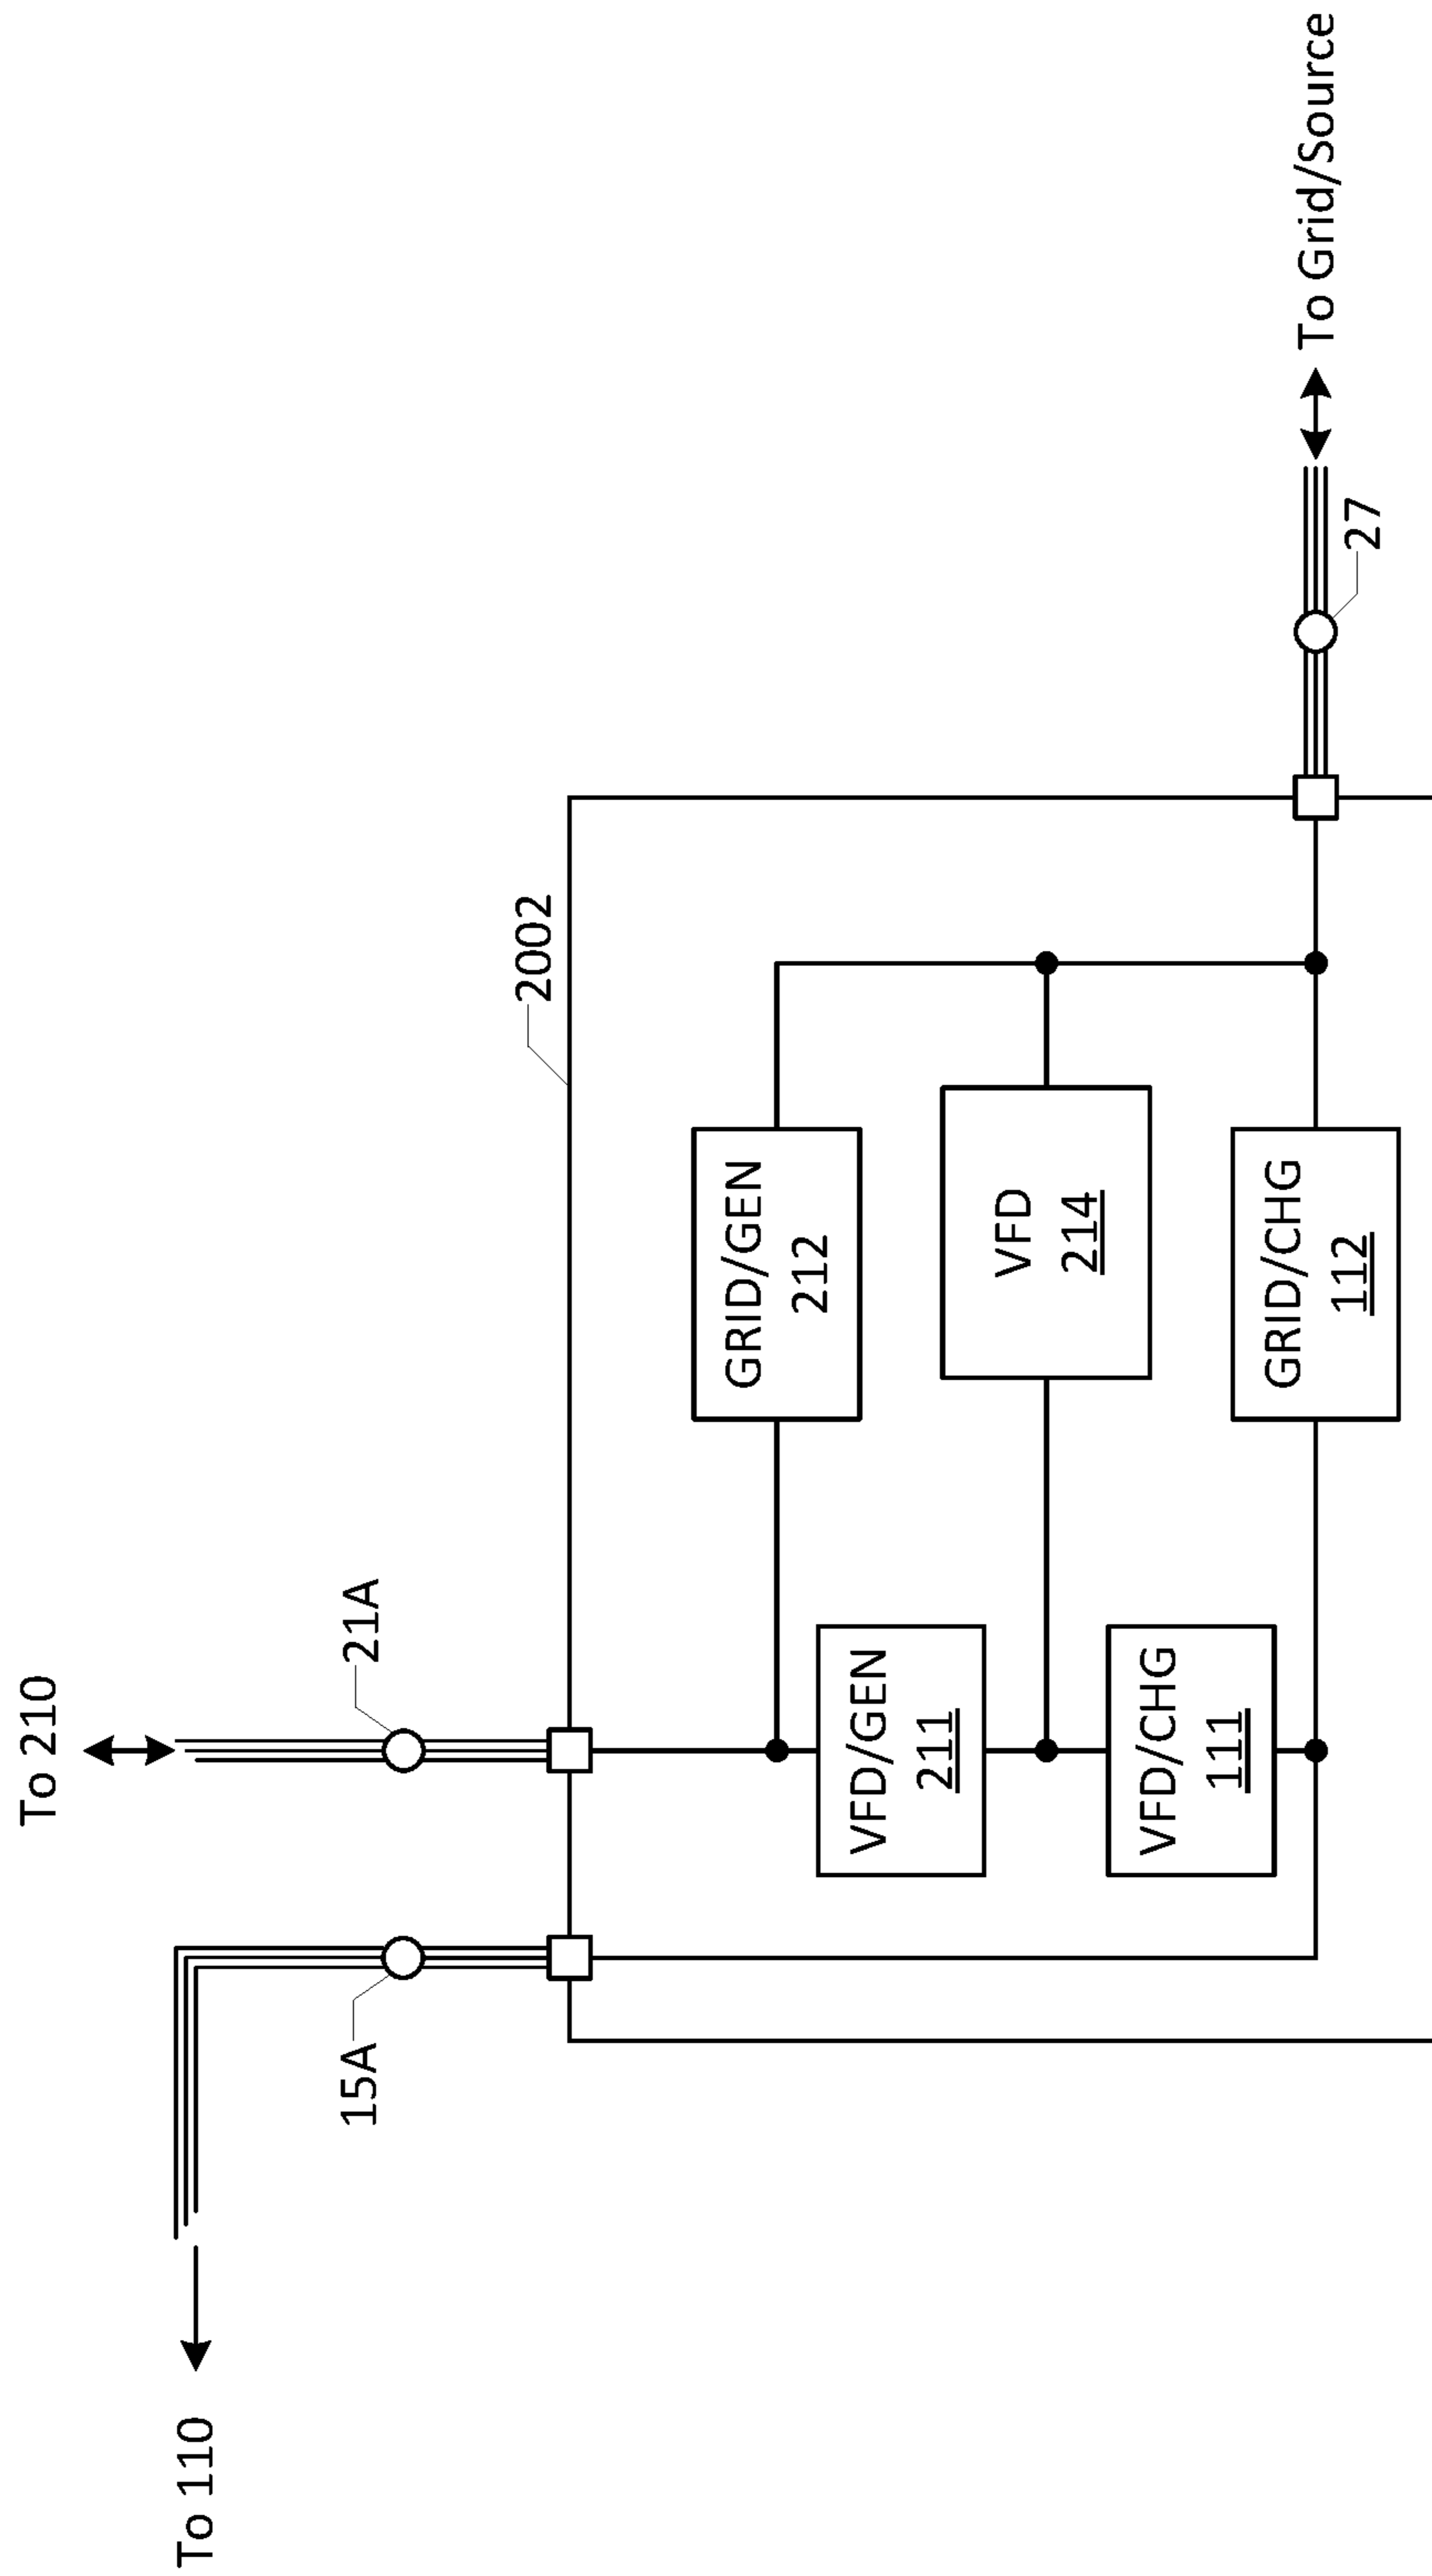 To 110
To 210
15A
21A
2002
VFD/GEN
211
GRID/GEN
212
VFD
214
VFD/CHG
111
GRID/CHG
112
27
To Grid/Source